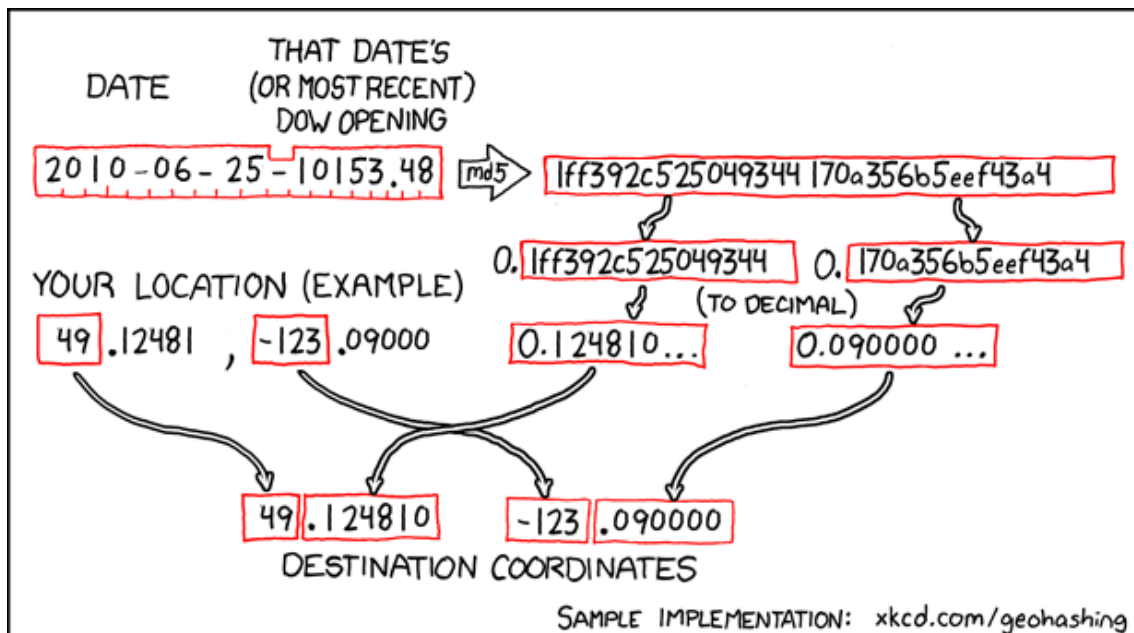 DATE
THAT DATE'S
(OR MOST RECENT)
DOW OPENING
2010-06-25-10153.48
md5
1ff392c525049344 170a356b5eef43a4
0.1ff392c525049344
0.170a356b5eef43a4
(TO DECIMAL)
0.124810...
0.090000 ...
YOUR LOCATION (EXAMPLE)
49.12481, -123.09000
49.124810 -123.090000
DESTINATION COORDINATES
SAMPLE IMPLEMENTATION: xkcd.com/geohashing